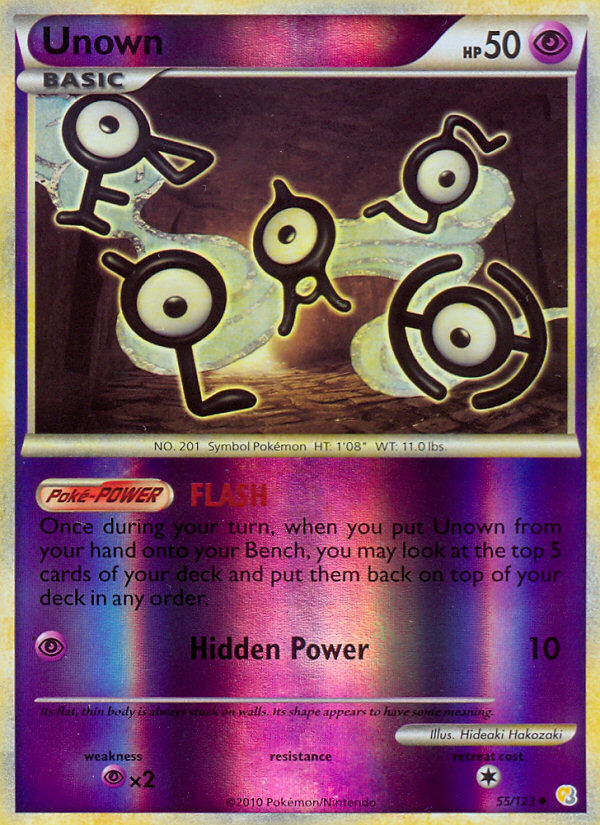 Unown
HP 50
BASIC
NO. 201 Symbol Pokémon HT: 1'08" WT: 11.0 lbs.
Poké-POWER FLASH
Once during your turn, when you put Unown from
your hand onto your Bench, you may look at the top 5
cards of your deck and put them back on top of your
deck in any order.
Hidden Power 10
Its flat, thin body is always stuck on walls. Its shape appears to have some meaning.
Illus. Hideaki Hakozaki
weakness resistance retreat cost
×2
©2010 Pokémon/Nintendo 55/123